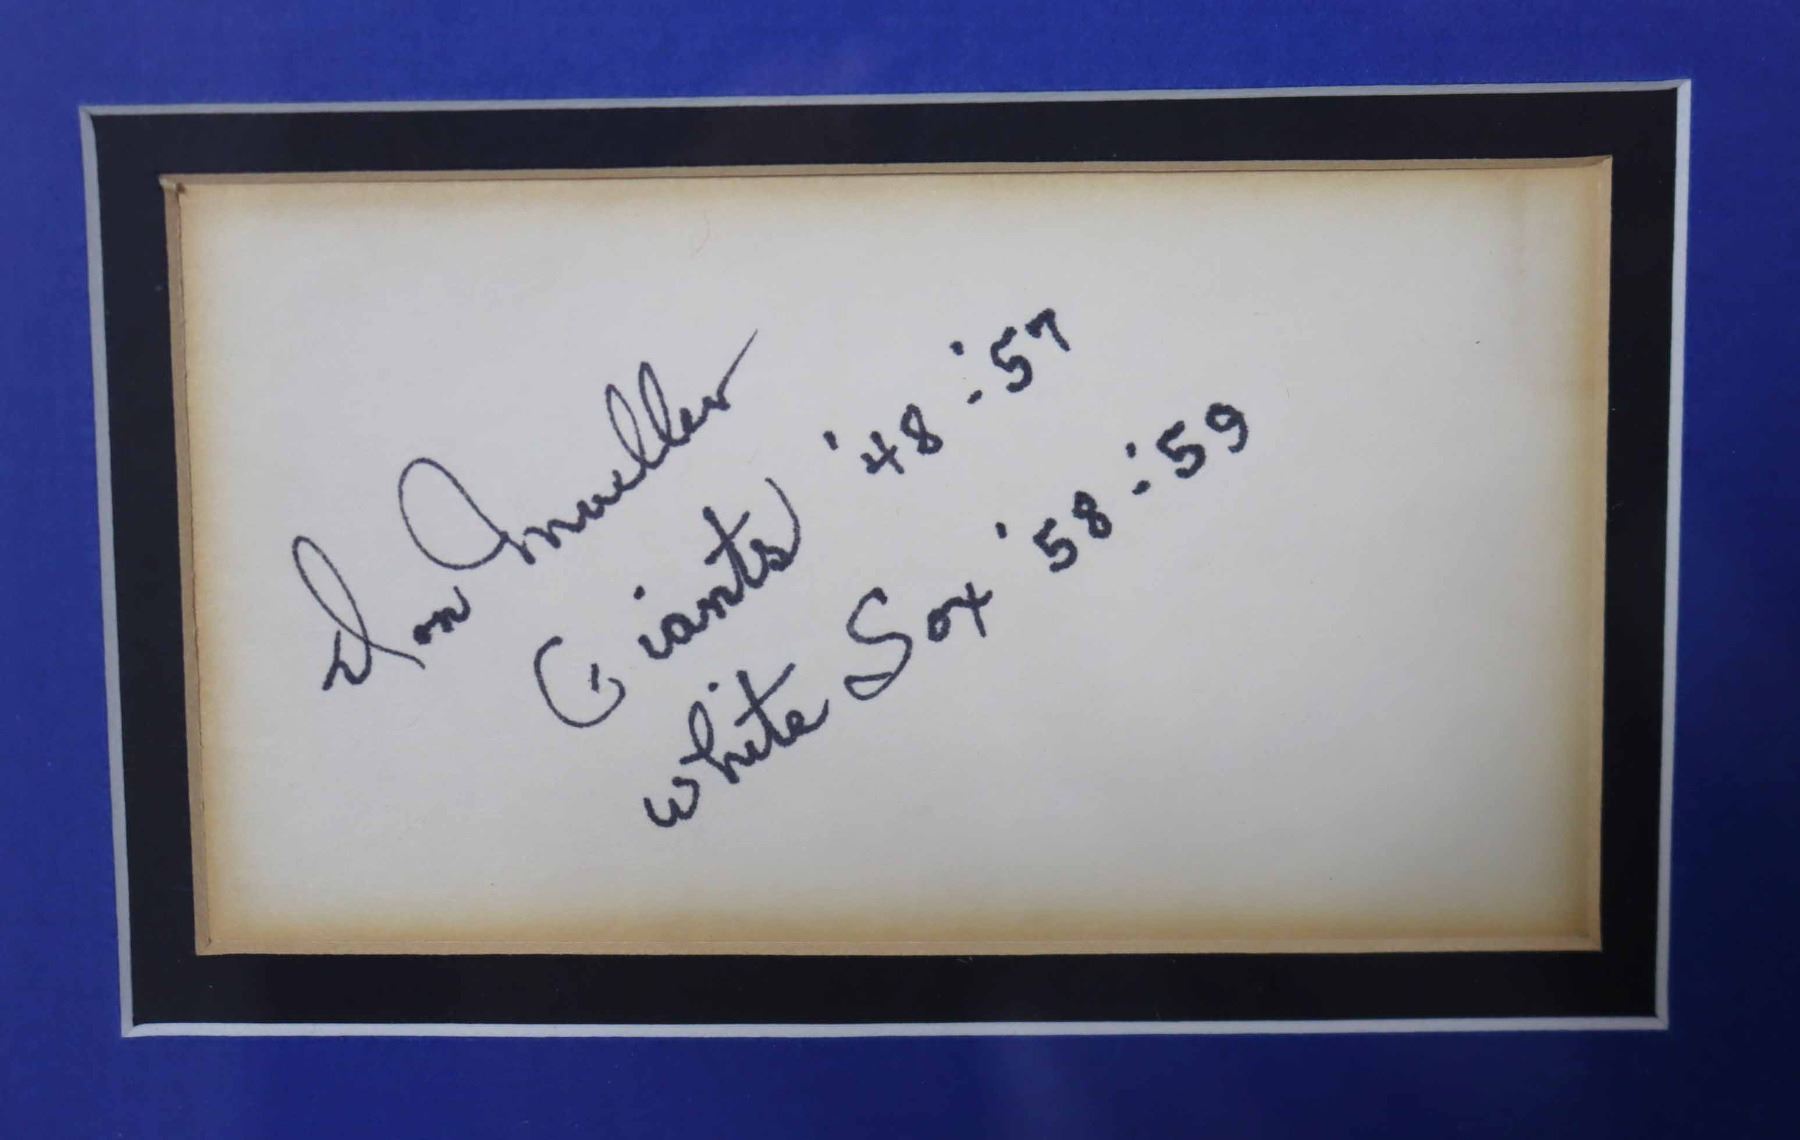 Don Mueller
Giants '48-'57
White Sox '58-'59